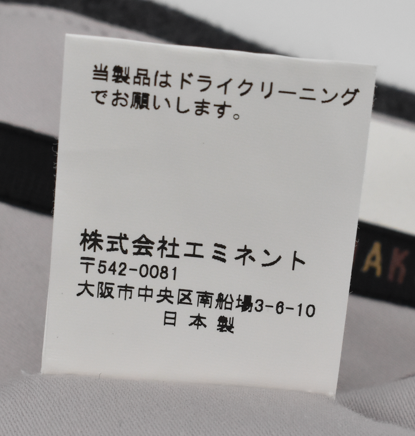 当製品はドライクリーニング
でお願いします。
株式会社エミネント
〒542-0081
大阪市中央区南船場3-6-10
日本製
AK